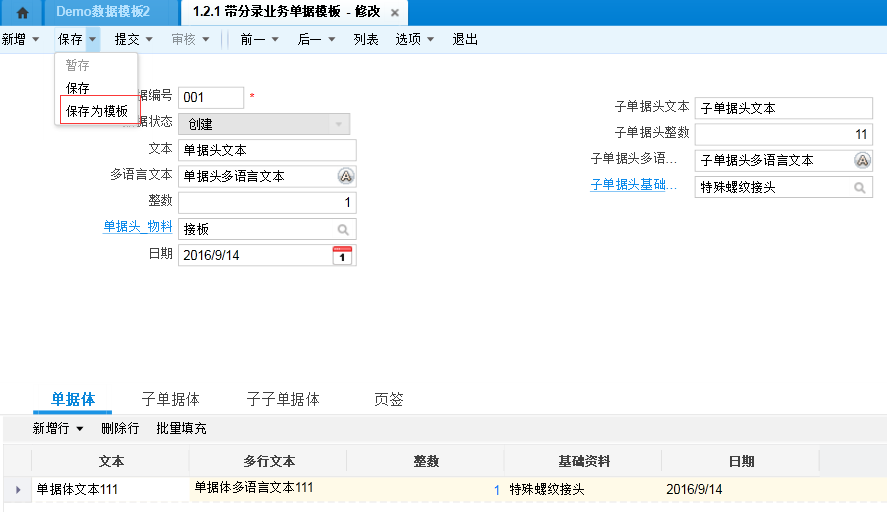 Demo数据模板2 1.2.1 带分录业务单据模板 - 修改
新增 保存 提交 审核 前一 后一 列表 选项 退出
暂存
保存
保存为模板
据编号 001 *
据状态 创建
文本 单据头文本
多语言文本 单据头多语言文本
整数 1
单据头_物料 接板
日期 2016/9/14 1
子单据头文本 子单据头文本
子单据头整数 11
子单据头多语... 子单据头多语言文本
子单据头基础... 特殊螺纹接头
单据体 子单据体 子子单据体 页签
新增行 删除行 批量填充
文本 多行文本 整数 基础资料 日期
单据体文本111 单据体多语言文本111 1 特殊螺纹接头 2016/9/14